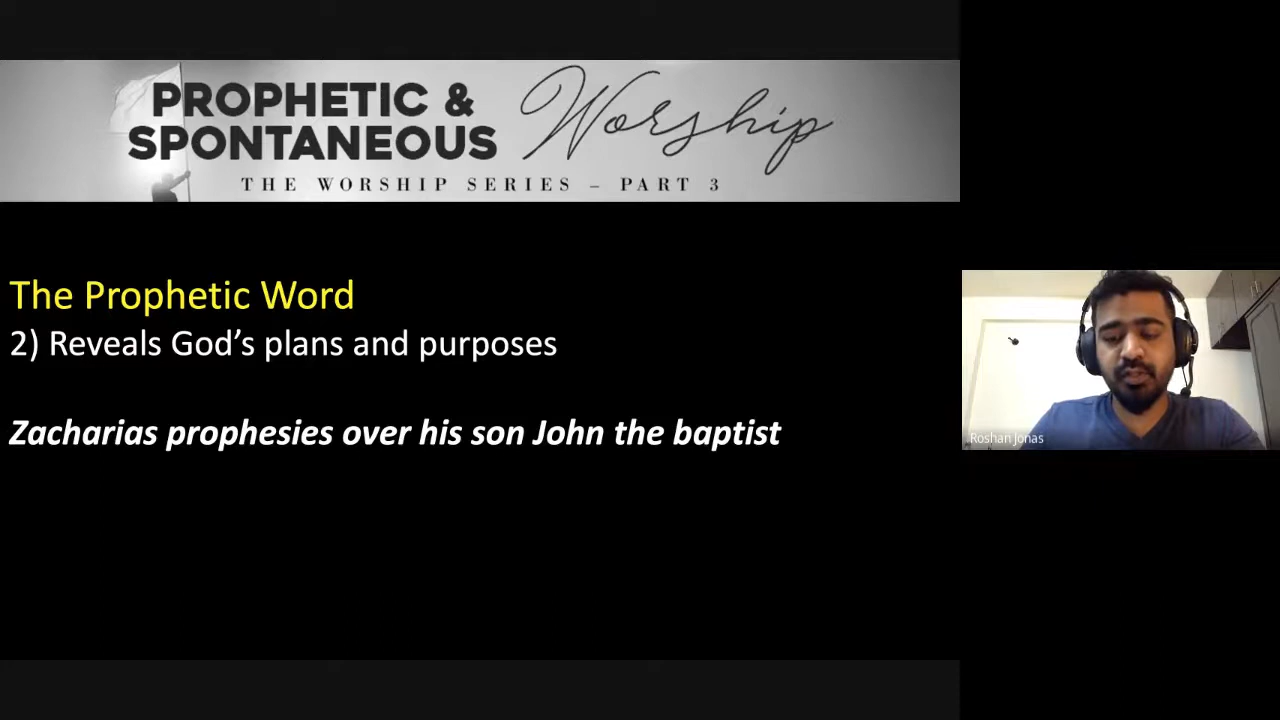 PROPHETIC &
SPONTANEOUS
Worship
THE WORSHIP SERIES – PART 3
The Prophetic Word
2) Reveals God’s plans and purposes
Zacharias prophesies over his son John the baptist
Roshan Jonas